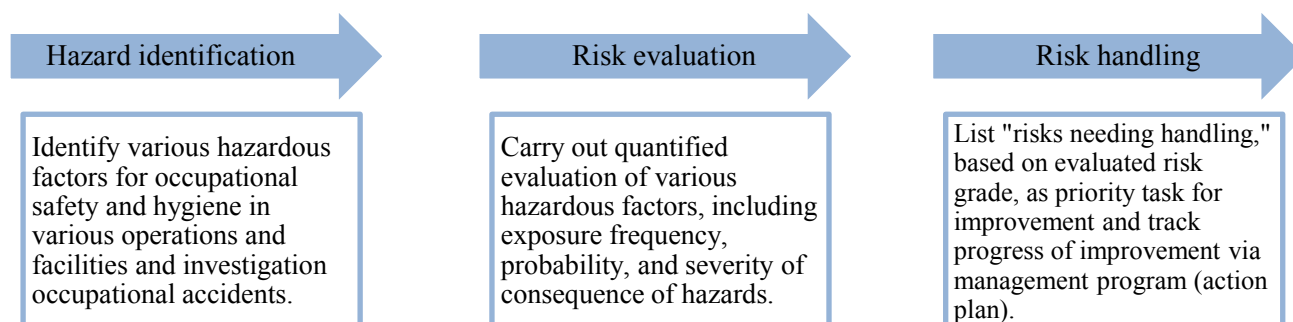 Hazard identification
Identify various hazardous
factors for occupational
safety and hygiene in
various operations and
facilities and investigation
occupational accidents.
Risk evaluation
Carry out quantified
evaluation of various
hazardous factors, including
exposure frequency,
probability, and severity of
consequence of hazards.
Risk handling
List "risks needing handling,"
based on evaluated risk
grade, as priority task for
improvement and track
progress of improvement via
management program (action
plan).